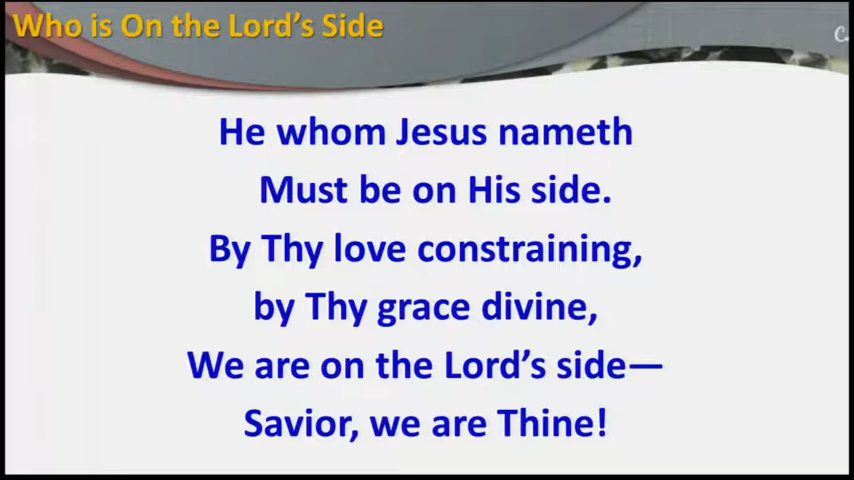 Who is On the Lord's Side
He whom Jesus nameth
Must be on His side.
By Thy love constraining,
by Thy grace divine,
We are on the Lord's side—
Savior, we are Thine!